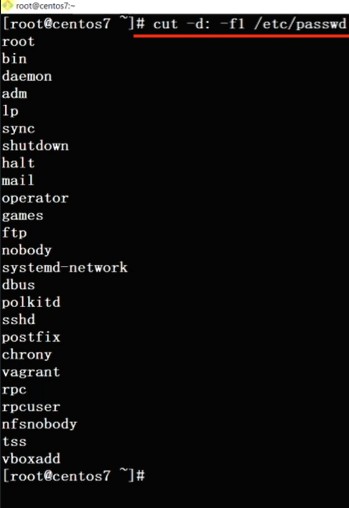 root@centos7:~
[root@centos7 ~]# cut -d: -f1 /etc/passwd
root
bin
daemon
adm
lp
sync
shutdown
halt
mail
operator
games
ftp
nobody
systemd-network
dbus
polkitd
sshd
postfix
chrony
vagrant
rpc
rpcuser
nfsnobody
tss
vboxadd
[root@centos7 ~]#